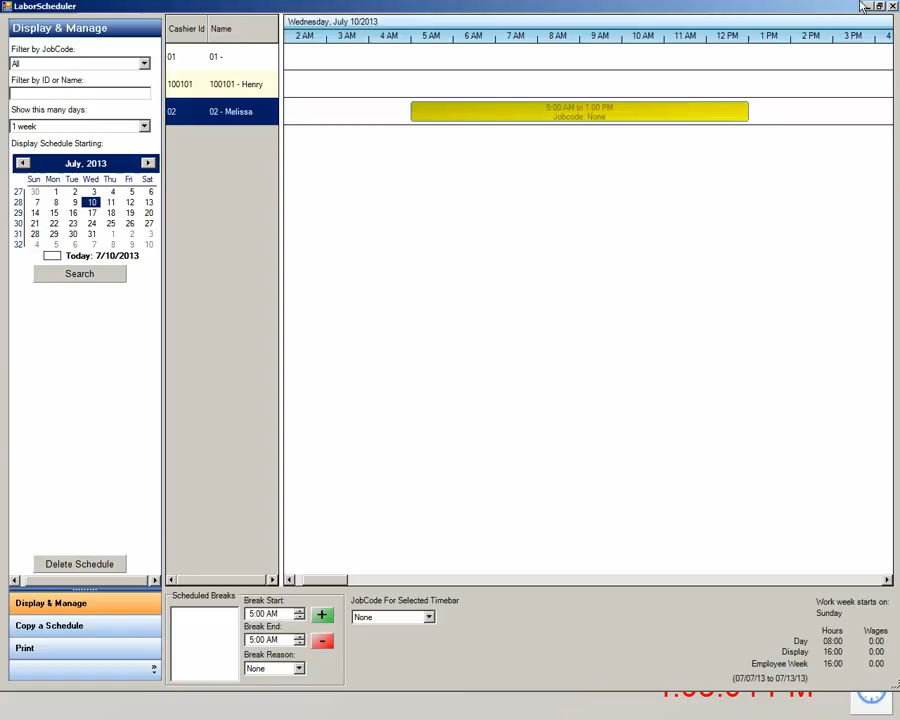 LaborScheduler
Display & Manage
Filter by JobCode:
All
Filter by ID or Name:
Show this many days:
1 week
Display Schedule Starting:
July, 2013
Sun Mon Tue Wed Thu Fri Sat
27 30 1 2 3 4 5 6
28 7 8 9 10 11 12 13
29 14 15 16 17 18 19 20
30 21 22 23 24 25 26 27
31 28 29 30 31 1 2 3
32 4 5 6 7 8 9 10
Today: 7/10/2013
Search
Delete Schedule
Display & Manage
Copy a Schedule
Print
Cashier Id Name
01 01 -
100101 100101 - Henry
02 02 - Melissa
Wednesday, July 10/2013
2 AM 3 AM 4 AM 5 AM 6 AM 7 AM 8 AM 9 AM 10 AM 11 AM 12 PM 1 PM 2 PM 3 PM 4
5:00 AM to 1:00 PM
Jobcode: None
Scheduled Breaks
Break Start:
5:00 AM
+
Break End:
5:00 AM
-
Break Reason:
None
JobCode For Selected Timebar
None
Work week starts on:
Sunday
Hours Wages
Day 08:00 0.00
Display 16:00 0.00
Employee Week 16:00 0.00
(07/07/13 to 07/13/13)